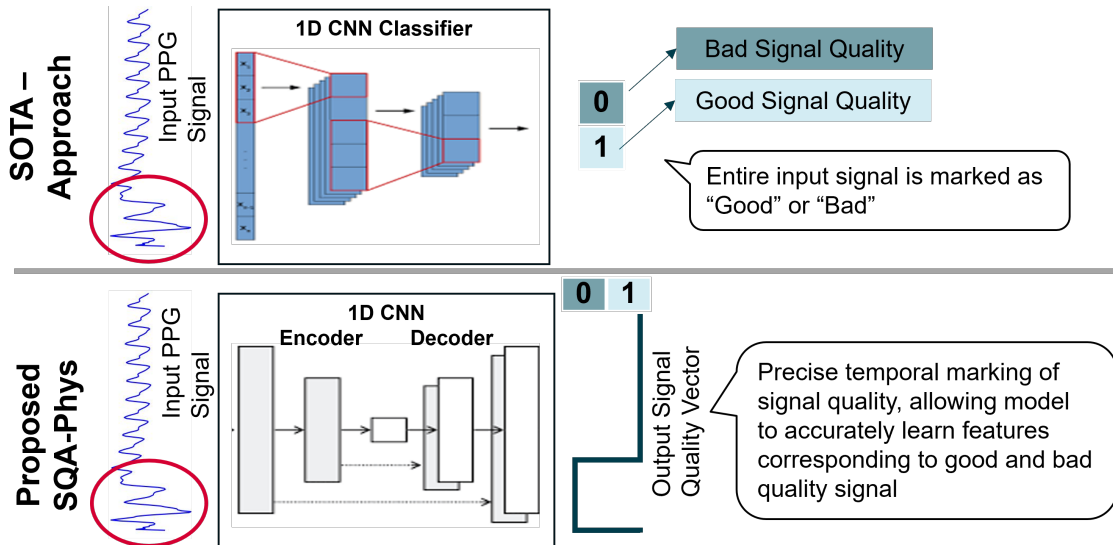 SOTA –
Approach
Input PPG
Signal
1D CNN Classifier
0
1
Bad Signal Quality
Good Signal Quality
Entire input signal is marked as
“Good” or “Bad”
Proposed
SQA-Phys
Input PPG
Signal
1D CNN
Encoder
Decoder
0 1
Output Signal
Quality Vector
Precise temporal marking of
signal quality, allowing model
to accurately learn features
corresponding to good and bad
quality signal